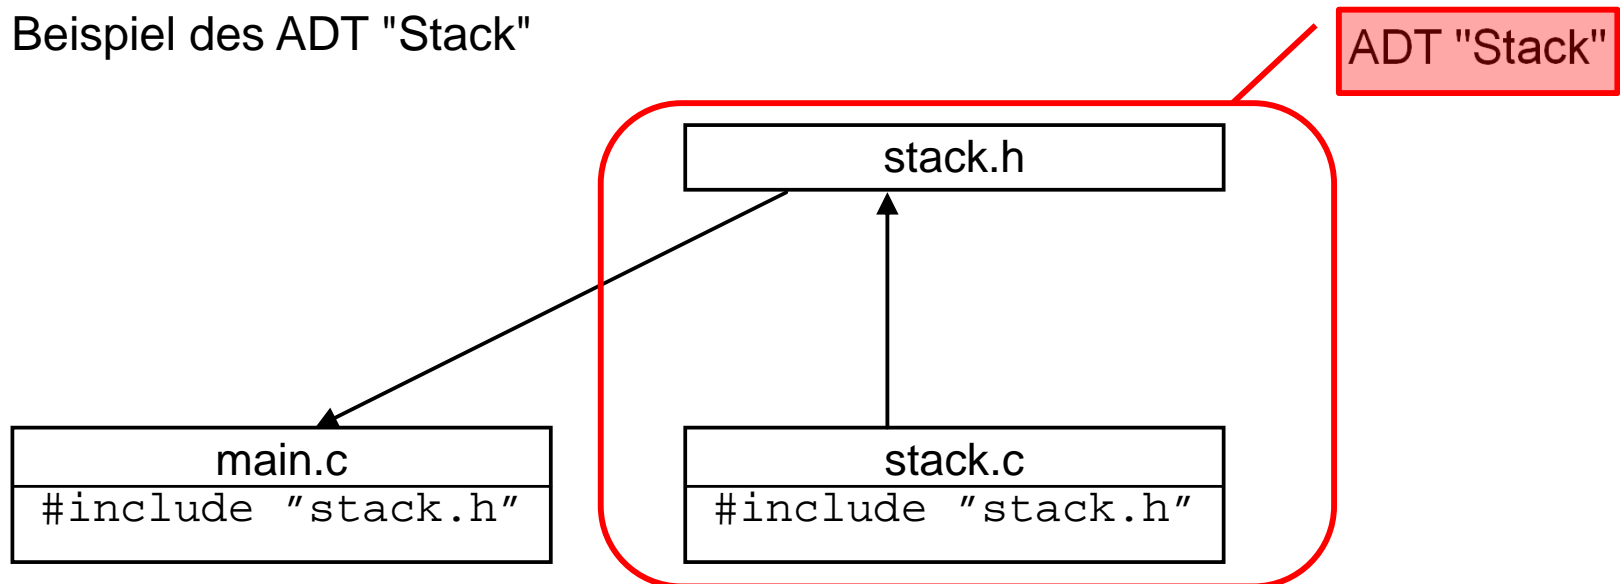 Beispiel des ADT "Stack"
ADT "Stack"
stack.h
main.c
#include ”stack.h”
stack.c
#include ”stack.h”